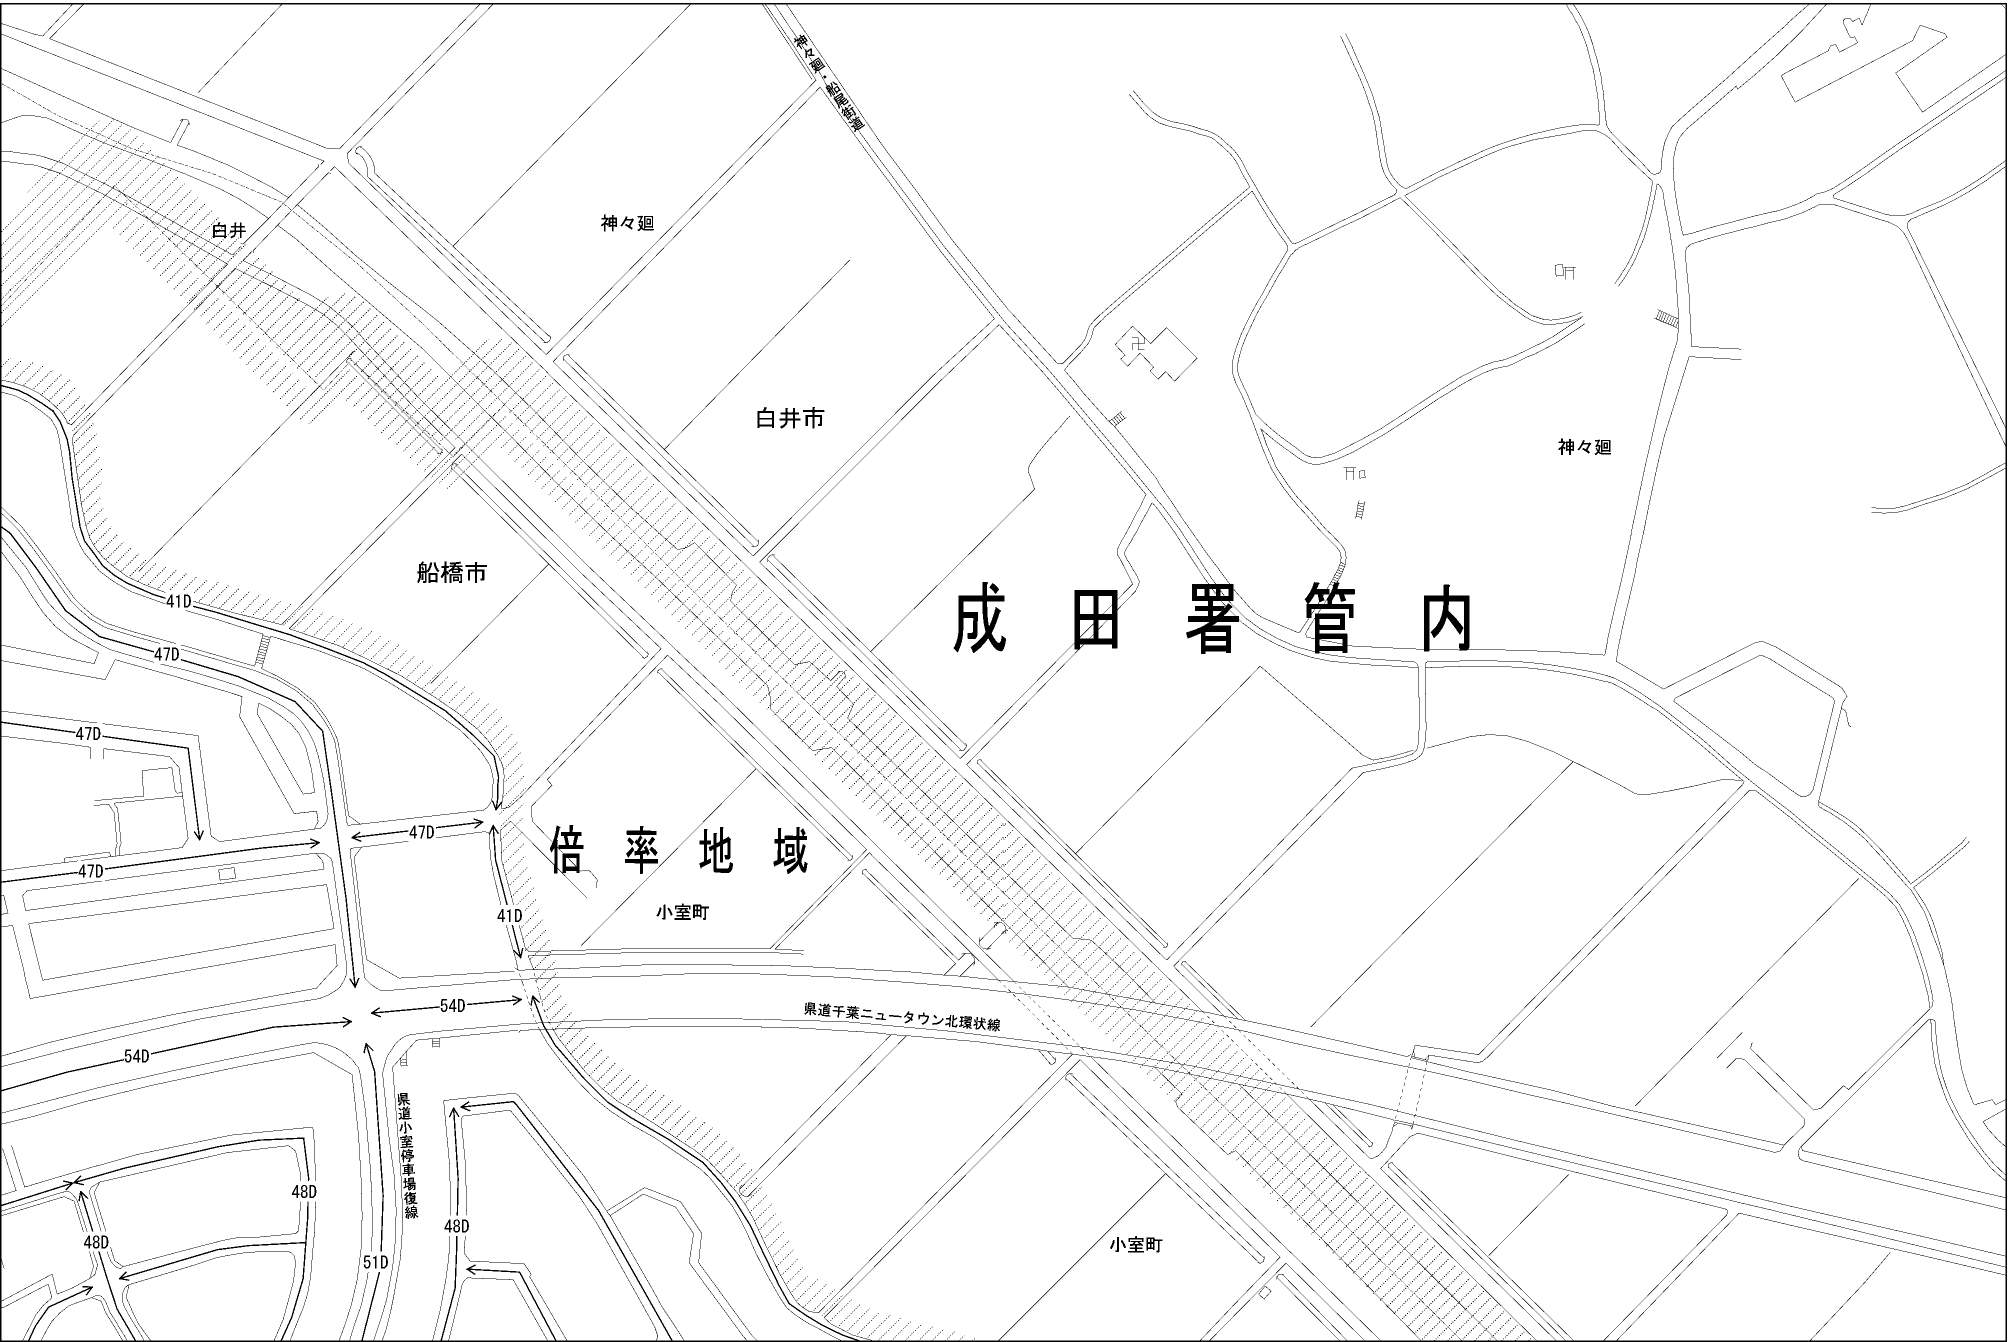 神々廻・船尾街道
白井
神々廻
白井市
神々廻
船橋市
41D
成田署管内
47D
47D
47D
47D
倍率地域
41D
小室町
54D
県道千葉ニュータウン北環状線
54D
県道小室停車場復線
48D
48D
48D
51D
小室町